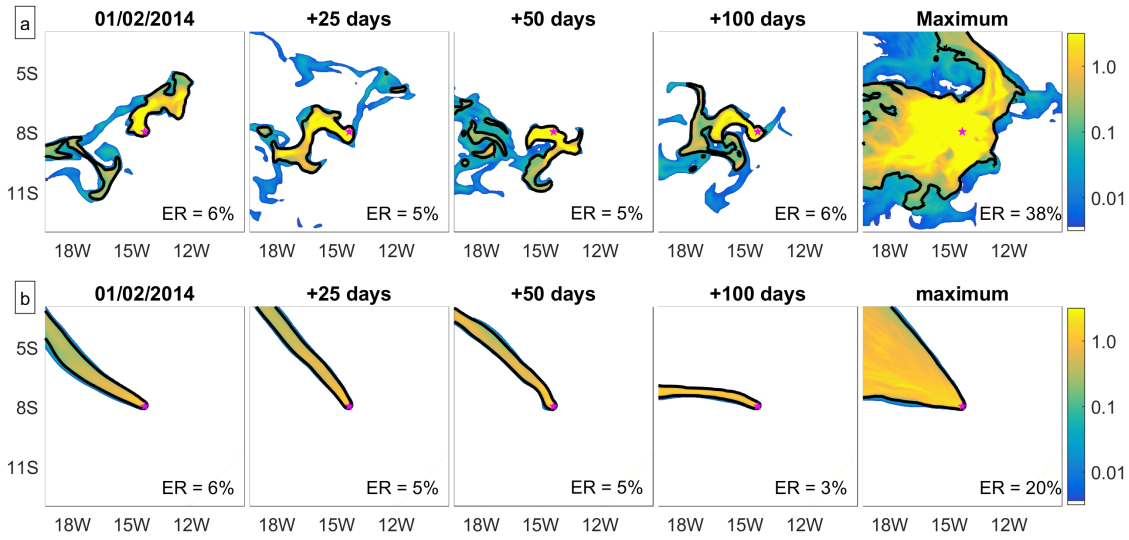 a
01/02/2014 +25 days +50 days +100 days Maximum
5S
8S
11S
ER = 6% ER = 5% ER = 5% ER = 6% ER = 38%
18W 15W 12W 18W 15W 12W 18W 15W 12W 18W 15W 12W 18W 15W 12W
1.0
0.1
0.01
b
01/02/2014 +25 days +50 days +100 days maximum
5S
8S
11S
ER = 6% ER = 5% ER = 5% ER = 3% ER = 20%
18W 15W 12W 18W 15W 12W 18W 15W 12W 18W 15W 12W 18W 15W 12W
1.0
0.1
0.01